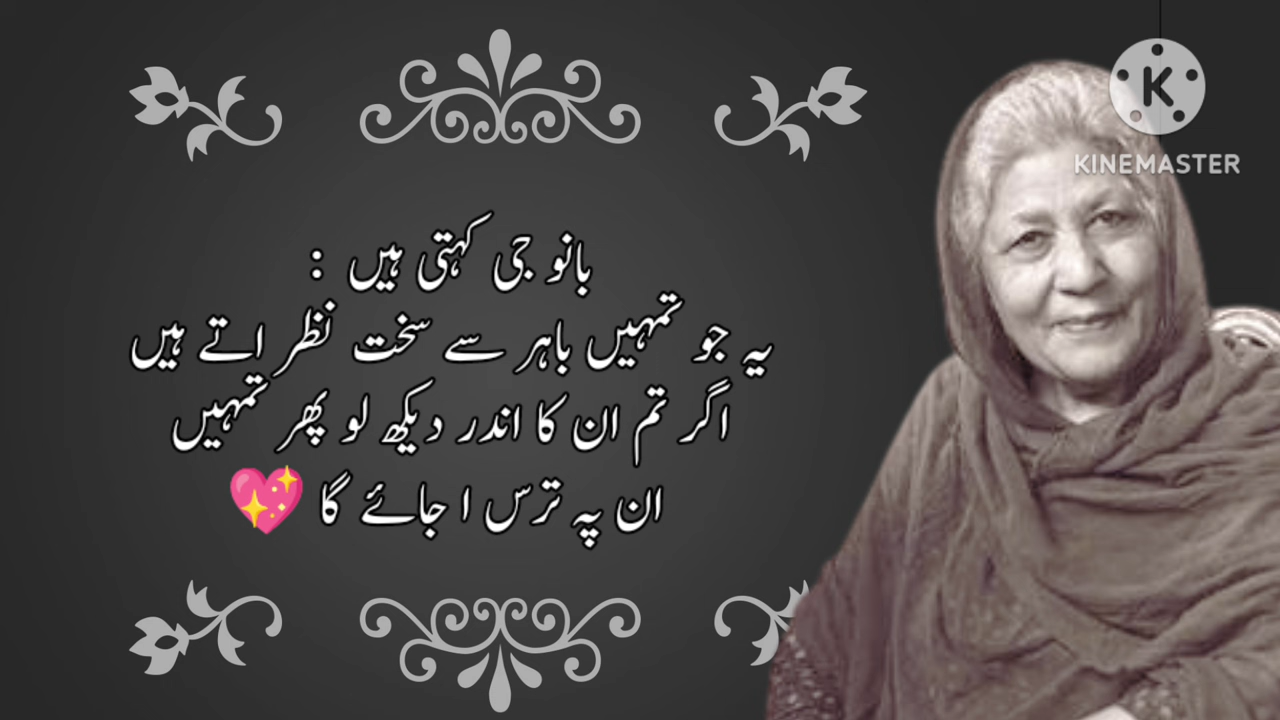 بانو جی کہتی ہیں :
یہ جو تمہیں باہر سے سخت نظر اتے ہیں
اگر تم ان کا اندر دیکھ لو پھر تمہیں
ان پہ ترس ا جائے گا 💖
K
KINEMASTER